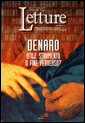 Letture
DENARO
UTILE STRUMENTO
O FINE PERVERSO?